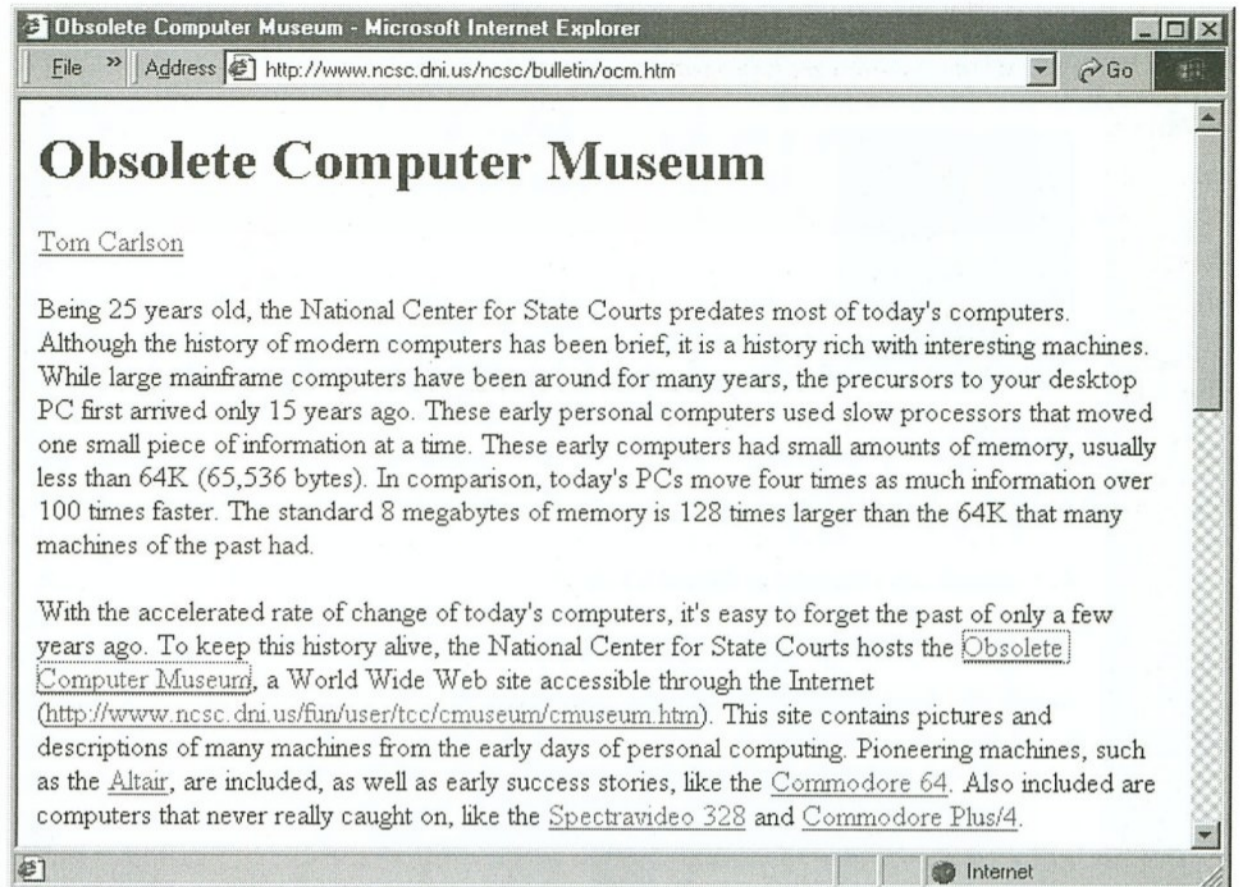 Obsolete Computer Museum - Microsoft Internet Explorer
File » Address http://www.ncsc.dni.us/ncsc/bulletin/ocm.htm Go
Obsolete Computer Museum
Tom Carlson
Being 25 years old, the National Center for State Courts predates most of today's computers.
Although the history of modern computers has been brief, it is a history rich with interesting machines.
While large mainframe computers have been around for many years, the precursors to your desktop
PC first arrived only 15 years ago. These early personal computers used slow processors that moved
one small piece of information at a time. These early computers had small amounts of memory, usually
less than 64K (65,536 bytes). In comparison, today's PCs move four times as much information over
100 times faster. The standard 8 megabytes of memory is 128 times larger than the 64K that many
machines of the past had.
With the accelerated rate of change of today's computers, it's easy to forget the past of only a few
years ago. To keep this history alive, the National Center for State Courts hosts the Obsolete
Computer Museum, a World Wide Web site accessible through the Internet
(http://www.ncsc.dni.us/fun/user/tcc/cmuseum/cmuseum.htm). This site contains pictures and
descriptions of many machines from the early days of personal computing. Pioneering machines, such
as the Altair, are included, as well as early success stories, like the Commodore 64. Also included are
computers that never really caught on, like the Spectravideo 328 and Commodore Plus/4.
Internet